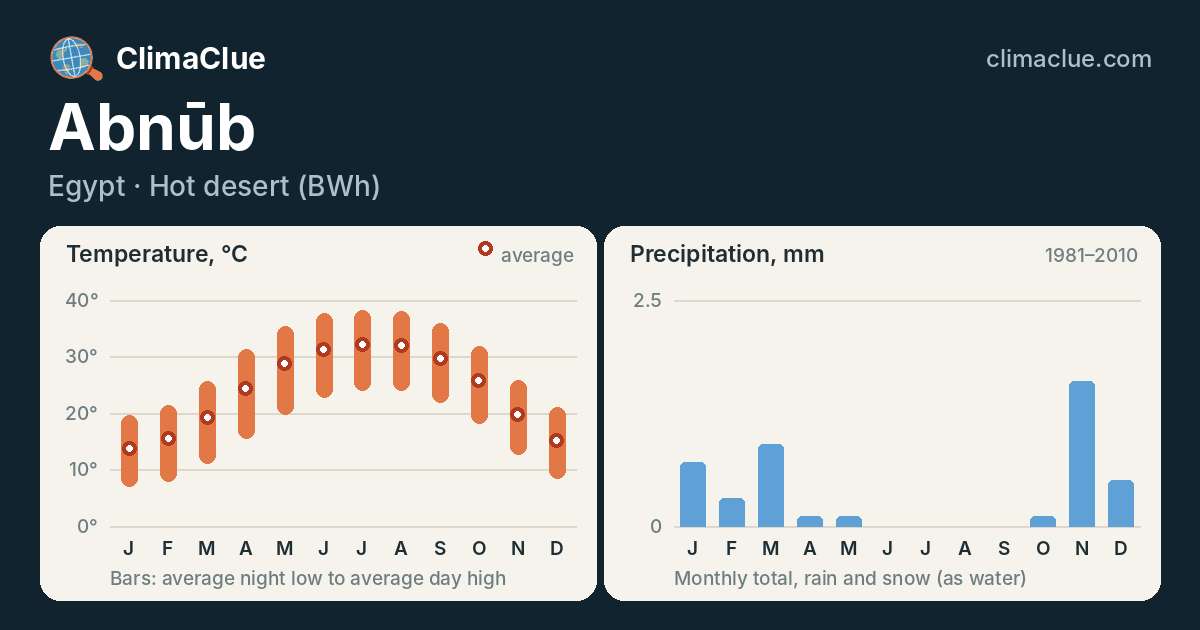 ClimaClue
climaclue.com
Abnūb
Egypt · Hot desert (BWh)
Temperature, °C
average
40°
30°
20°
10°
0°
J F M A M J J A S O N D
Bars: average night low to average day high
Precipitation, mm
1981–2010
2.5
0
J F M A M J J A S O N D
Monthly total, rain and snow (as water)